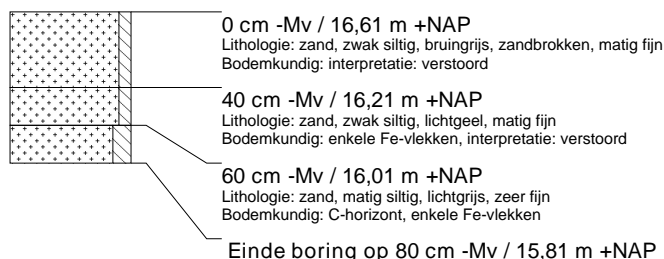 0 cm -Mv / 16,61 m +NAP
Lithologie: zand, zwak siltig, bruingrijs, zandbrokken, matig fijn
Bodemkundig: interpretatie: verstoord
40 cm -Mv / 16,21 m +NAP
Lithologie: zand, zwak siltig, lichtgeel, matig fijn
Bodemkundig: enkele Fe-vlekken, interpretatie: verstoord
60 cm -Mv / 16,01 m +NAP
Lithologie: zand, matig siltig, lichtgrijs, zeer fijn
Bodemkundig: C-horizont, enkele Fe-vlekken
Einde boring op 80 cm -Mv / 15,81 m +NAP